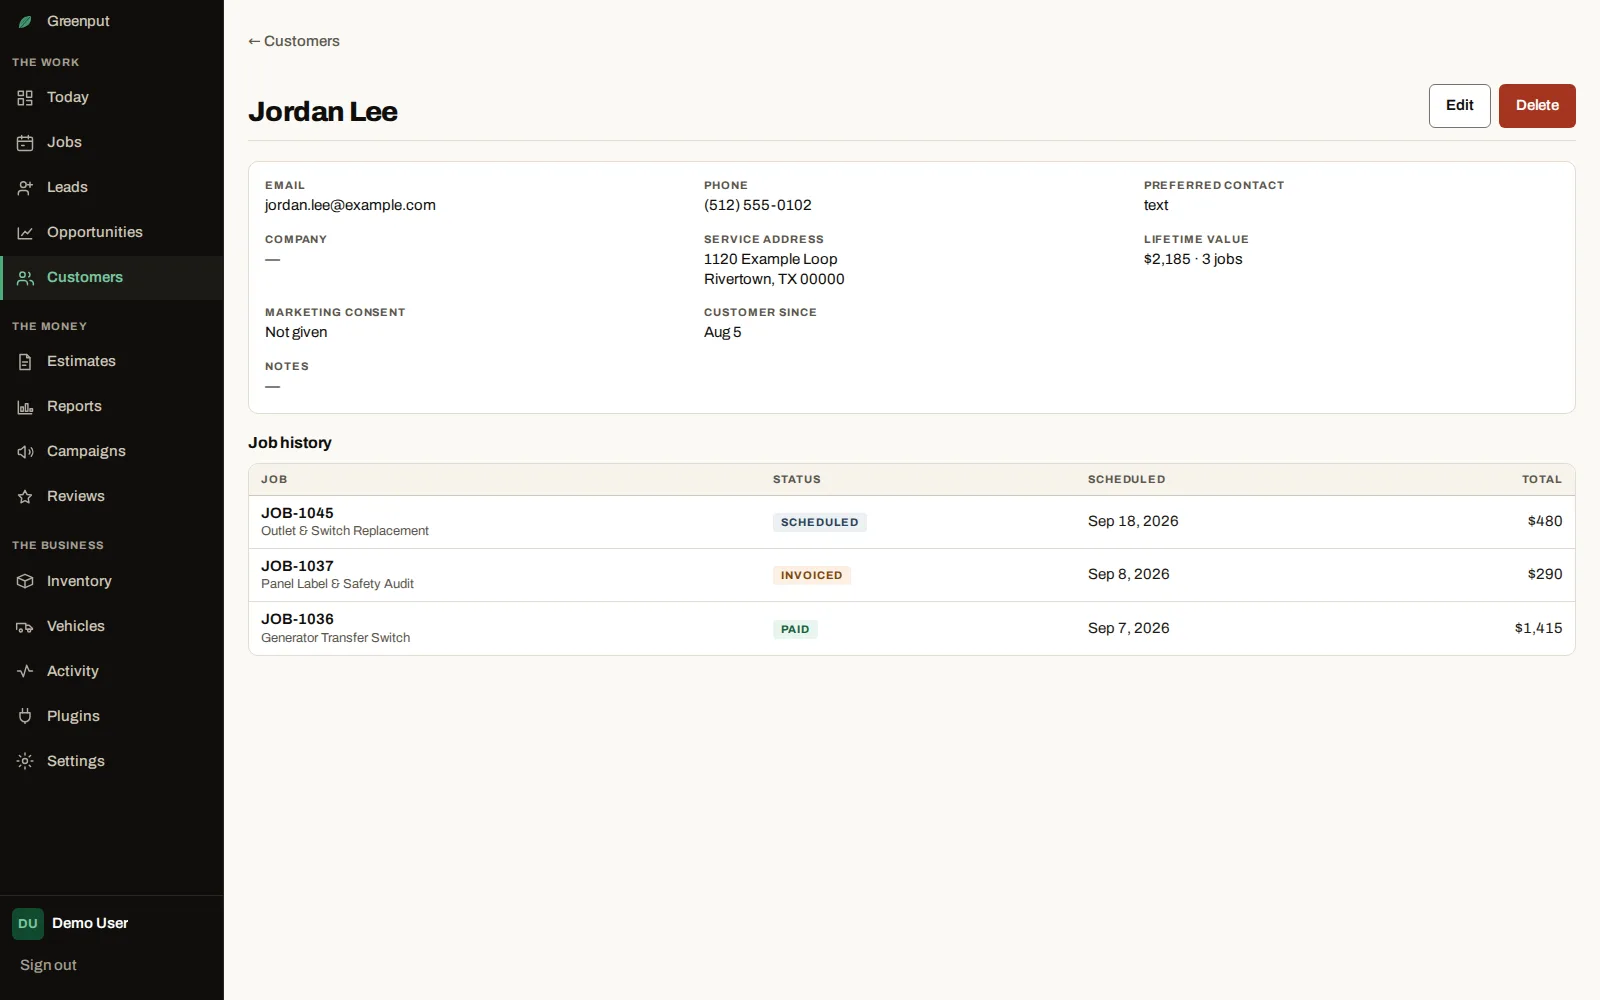 Greenput
THE WORK
Today
Jobs
Leads
Opportunities
Customers
THE MONEY
Estimates
Reports
Campaigns
Reviews
THE BUSINESS
Inventory
Vehicles
Activity
Plugins
Settings
DU
Demo User
Sign out
← Customers
Jordan Lee
Edit
Delete
EMAIL
jordan.lee@example.com
PHONE
(512) 555-0102
PREFERRED CONTACT
text
COMPANY
—
SERVICE ADDRESS
1120 Example Loop
Rivertown, TX 00000
LIFETIME VALUE
$2,185 · 3 jobs
MARKETING CONSENT
Not given
CUSTOMER SINCE
Aug 5
NOTES
—
Job history
JOB STATUS SCHEDULED TOTAL
JOB-1045
Outlet & Switch Replacement
SCHEDULED
Sep 18, 2026
$480
JOB-1037
Panel Label & Safety Audit
INVOICED
Sep 8, 2026
$290
JOB-1036
Generator Transfer Switch
PAID
Sep 7, 2026
$1,415